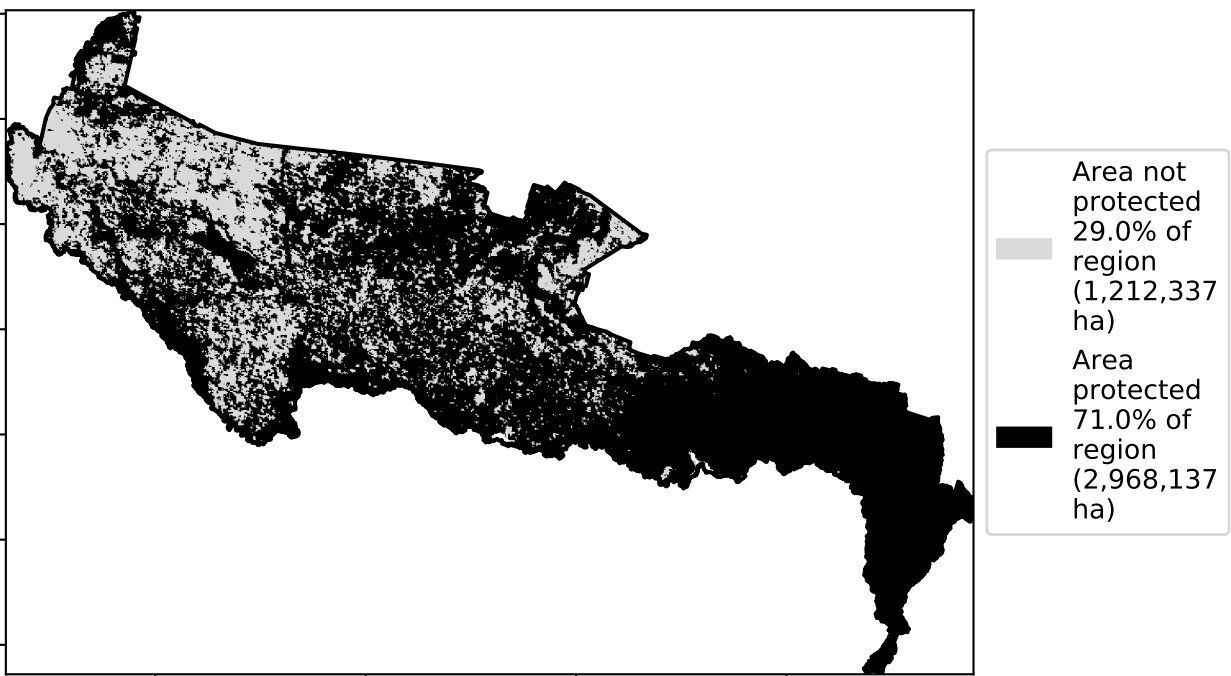 Area not
protected
29.0% of
region
(1,212,337
ha)
Area
protected
71.0% of
region
(2,968,137
ha)